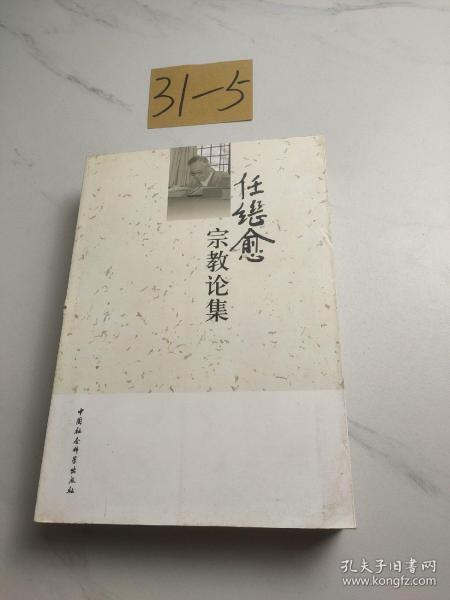 31-5
任继愈
宗教论集
中国社会科学出版社
孔夫子旧书网
www.kongfz.com